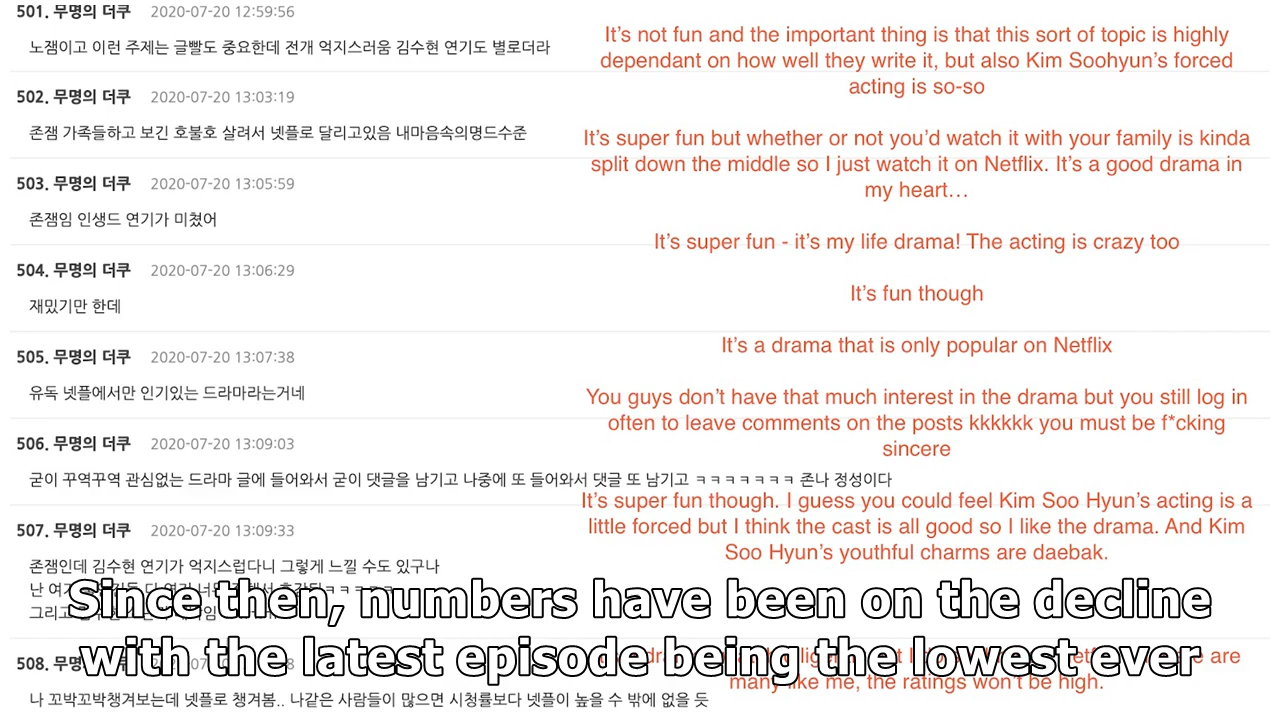 501. 무명의 더쿠 2020-07-20 12:59:56
노잼이고 이런 주제는 글빨도 중요한데 전개 억지스러움 김수현 연기도 별로더라
502. 무명의 더쿠 2020-07-20 13:03:19
존잼 가족들하고 보긴 호불호 살려서 넷플로 달리고있음 내마음속의명드수준
503. 무명의 더쿠 2020-07-20 13:05:59
존잼임 인생드 연기가 미쳤어
504. 무명의 더쿠 2020-07-20 13:06:29
재밌기만 한데
505. 무명의 더쿠 2020-07-20 13:07:38
유독 넷플에서만 인기있는 드라마라는거네
506. 무명의 더쿠 2020-07-20 13:09:03
굳이 꾸역꾸역 관심없는 드라마 글에 들어와서 굳이 댓글을 남기고 나중에 또 들어와서 댓글 또 남기고 ㅋㅋㅋㅋㅋㅋㅋ 존나 정성이다
507. 무명의 더쿠 2020-07-20 13:09:33
존잼인데 김수현 연기가 억지스럽다니 그렇게 느낄 수도 있구나
난
그리고
508.
나 꼬박꼬박챙겨보는데 넷플로 챙겨봄.. 나같은 사람들이 많으면 시청률보다 넷플이 높을 수 밖에 없을 듯
It's not fun and the important thing is that this sort of topic is highly
dependant on how well they write it, but also Kim Soohyun's forced
acting is so-so
It's super fun but whether or not you'd watch it with your family is kinda
split down the middle so I just watch it on Netflix. It's a good drama in
my heart…
It's super fun - it's my life drama! The acting is crazy too
It's fun though
It's a drama that is only popular on Netflix
You guys don't have that much interest in the drama but you still log in
often to leave comments on the posts kkkkkk you must be f*cking
sincere
It's super fun though. I guess you could feel Kim Soo Hyun's acting is a
little forced but I think the cast is all good so I like the drama. And Kim
Soo Hyun's youthful charms are daebak.
are
many like me, the ratings won't be high.
Since then, numbers have been on the decline
with the latest episode being the lowest ever